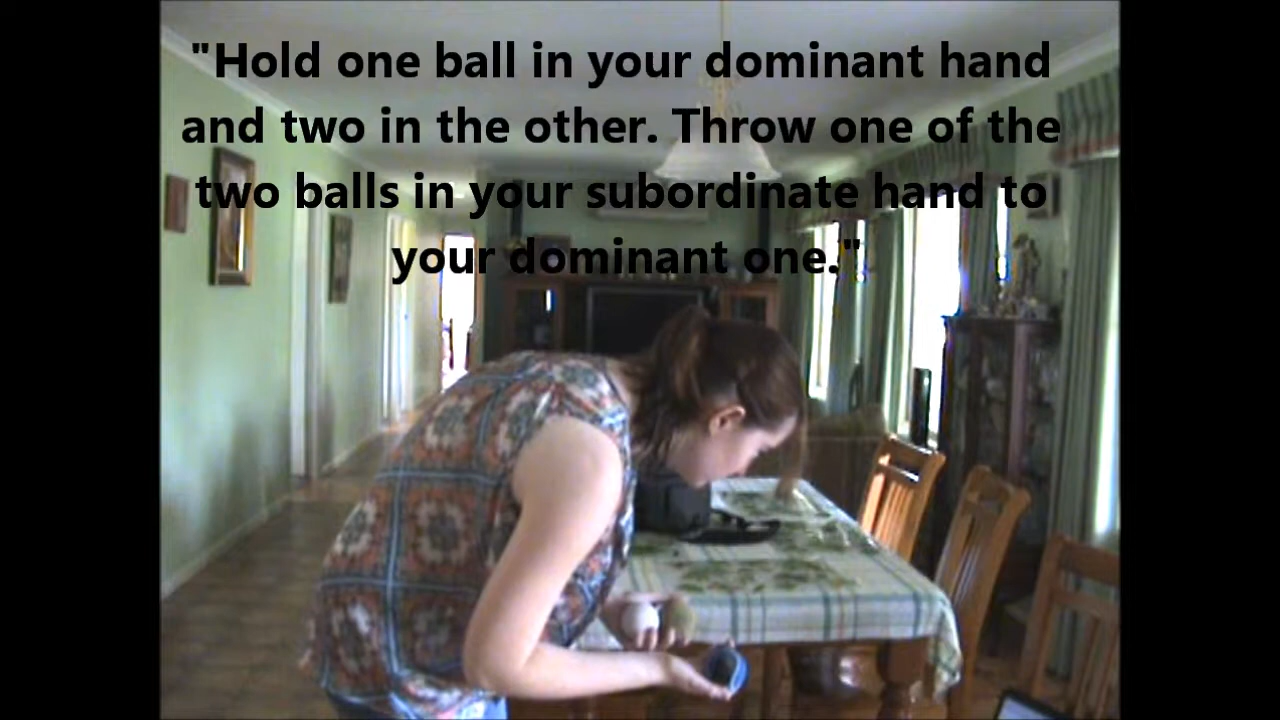 "Hold one ball in your dominant hand
and two in the other. Throw one of the
two balls in your subordinate hand to
your dominant one."